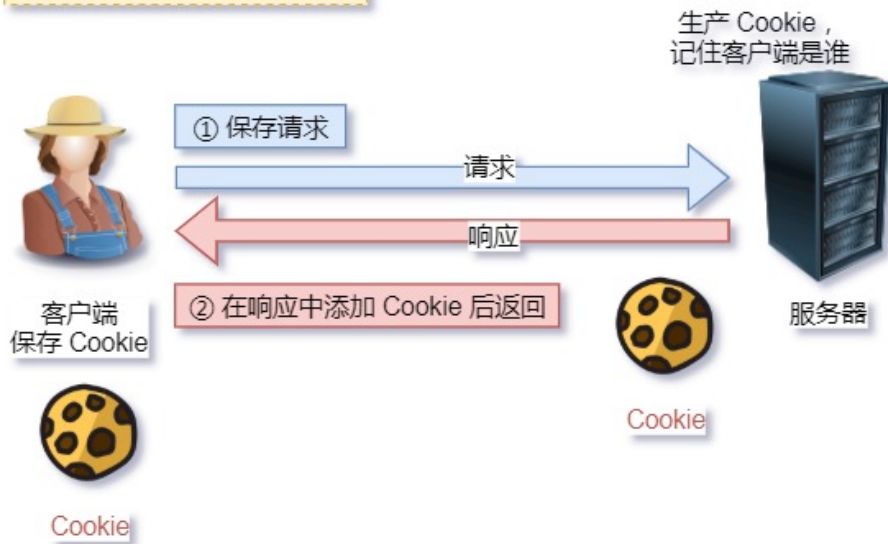 生产 Cookie，
记住客户端是谁
① 保存请求
请求
响应
② 在响应中添加 Cookie 后返回
客户端
保存 Cookie
服务器
Cookie
Cookie